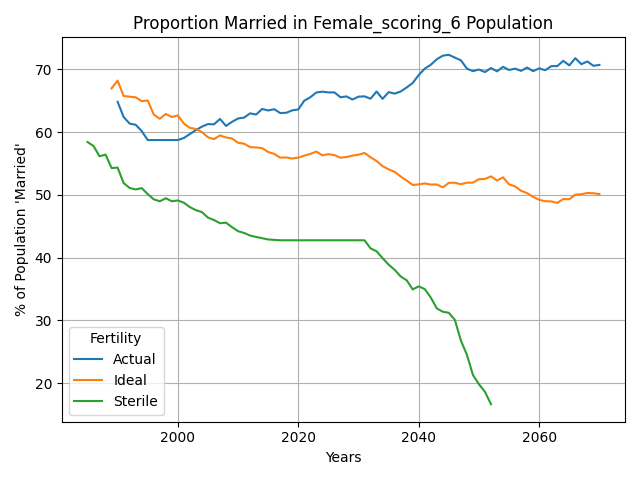 Proportion Married in Female_scoring_6 Population
% of Population 'Married'
70
60
50
40
30
20
Fertility
Actual
Ideal
Sterile
2000
2020
2040
2060
Years